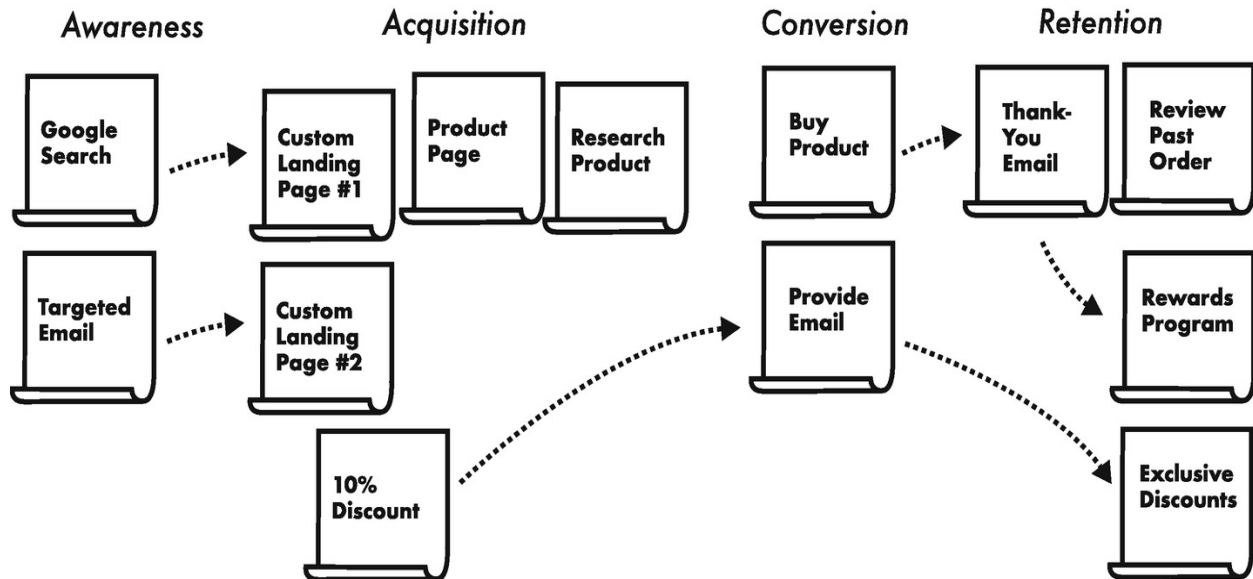 Awareness
Acquisition
Conversion
Retention
Google
Search
Custom
Landing
Page #1
Product
Page
Research
Product
Buy
Product
Thank-
You
Email
Review
Past
Order
Targeted
Email
Custom
Landing
Page #2
Provide
Email
Rewards
Program
10%
Discount
Exclusive
Discounts